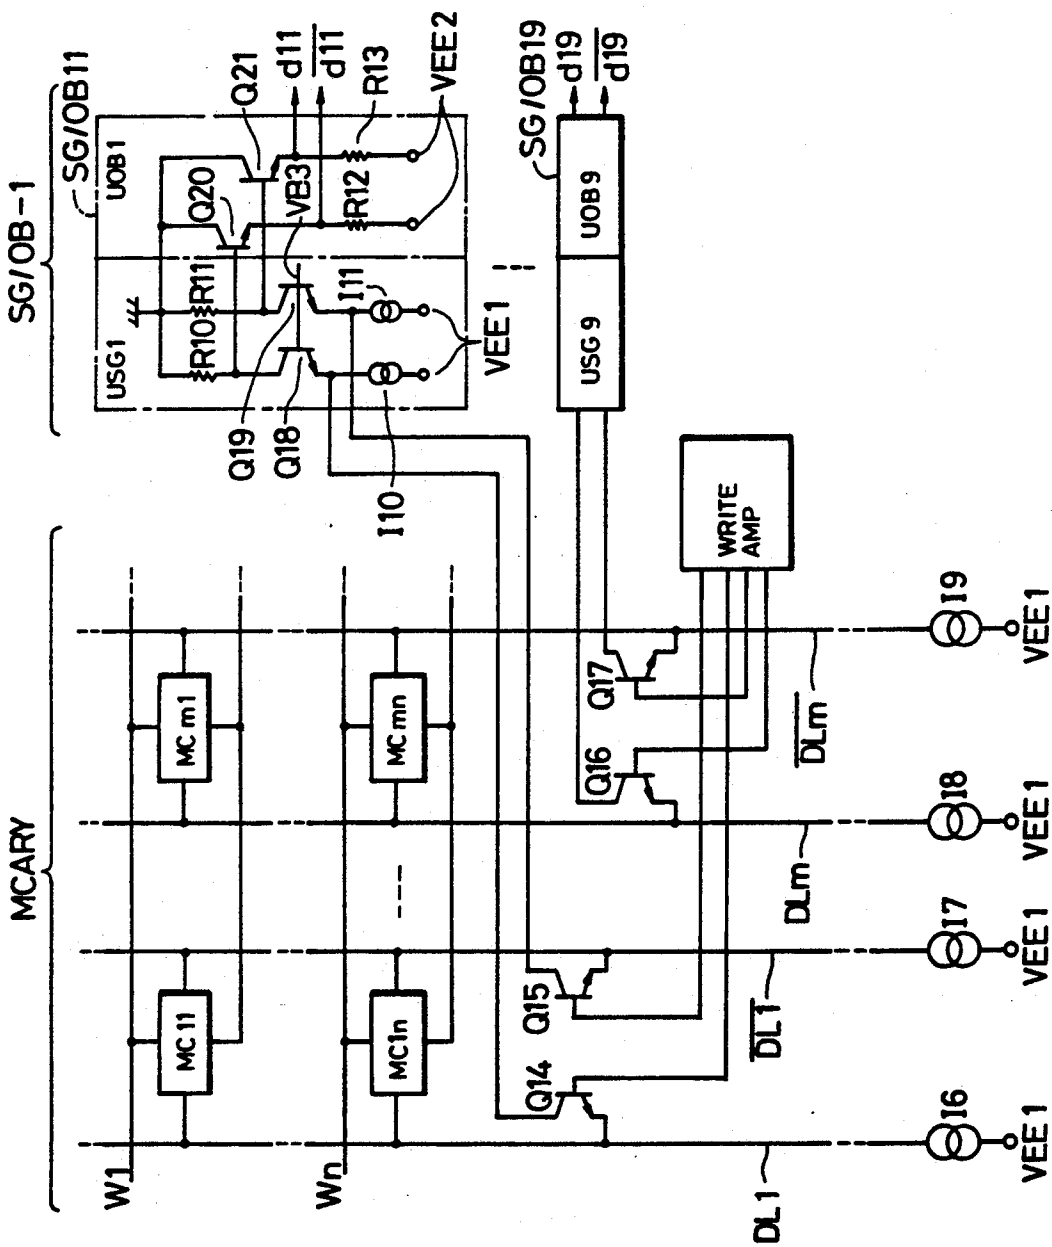 MCARY
SG/OB-1
SG/OB11
W1
Wn
MC11
MCm1
MC1n
MCmn
USG1
UOB1
R10
R11
Q20
Q21
VB3
d11
d11
R12
R13
VEE2
Q19
Q18
I10
I11
VEE1
SG/OB19
d19
d19
USG9
UOB9
WRITE
AMP
Q14
Q15
Q16
Q17
DL1
DL1
DLm
DLm
I6
I7
I8
I9
VEE1
VEE1
VEE1
VEE1